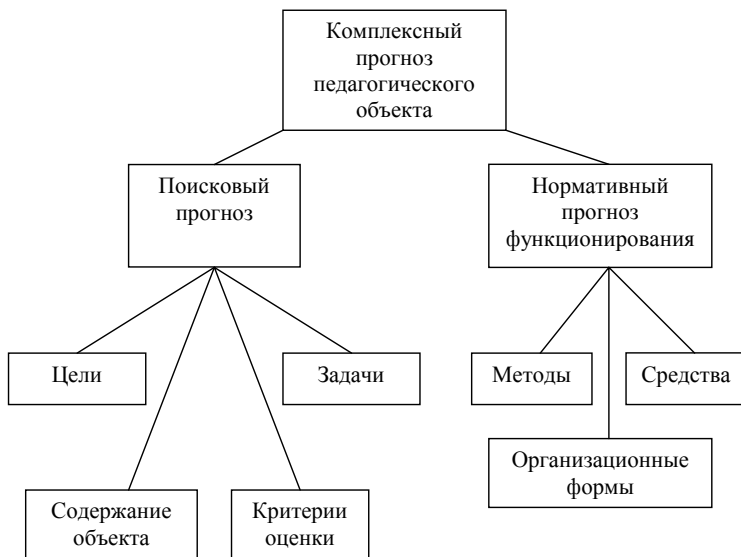 Комплексный
прогноз
педагогического
объекта
Поисковый
прогноз
Нормативный
прогноз
функционирования
Цели
Задачи
Методы
Средства
Организационные
формы
Содержание
объекта
Критерии
оценки